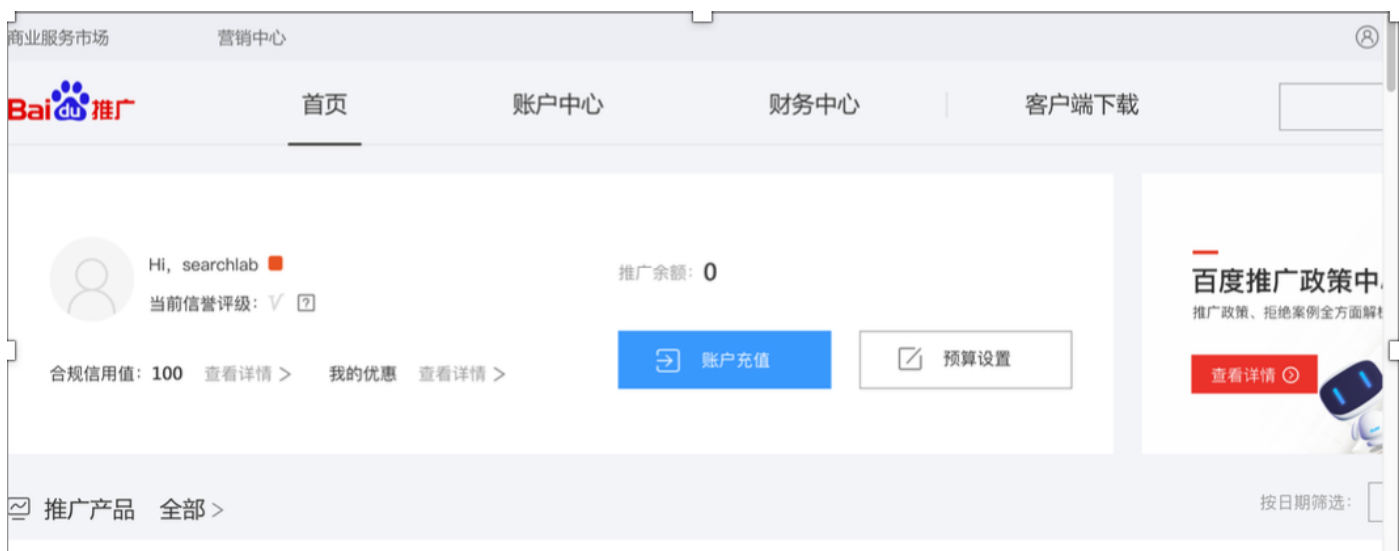 商业服务市场 营销中心
Bai du 推广 首页 账户中心 财务中心 客户端下载
Hi, searchlab
当前信誉评级: V ?
合规信用值: 100 查看详情 > 我的优惠 查看详情 >
推广余额: 0
账户充值 预算设置
百度推广政策中
推广政策、拒绝案例全方面解
查看详情
推广产品 全部 >
按日期筛选: